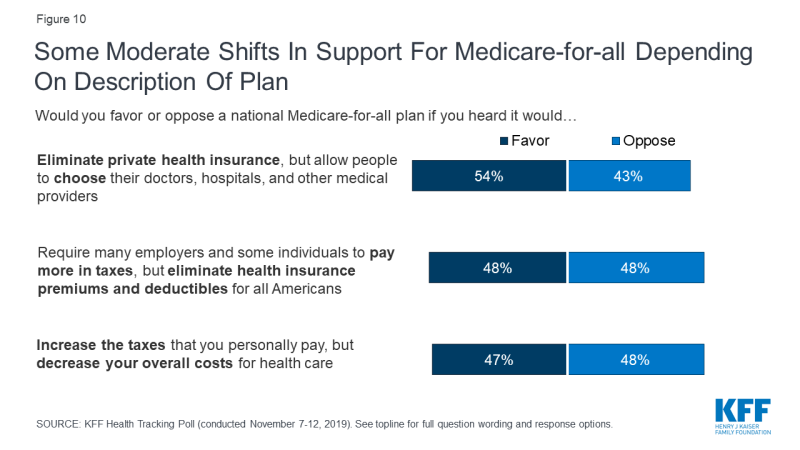 Figure 10
Some Moderate Shifts In Support For Medicare-for-all Depending
On Description Of Plan
Would you favor or oppose a national Medicare-for-all plan if you heard it would…
Favor
Oppose
Eliminate private health insurance, but allow people
to choose their doctors, hospitals, and other medical
providers
54%
43%
Require many employers and some individuals to pay
more in taxes, but eliminate health insurance
premiums and deductibles for all Americans
48%
48%
Increase the taxes that you personally pay, but
decrease your overall costs for health care
47%
48%
SOURCE: KFF Health Tracking Poll (conducted November 7-12, 2019). See topline for full question wording and response options.
KFF
HENRY J KAISER
FAMILY FOUNDATION